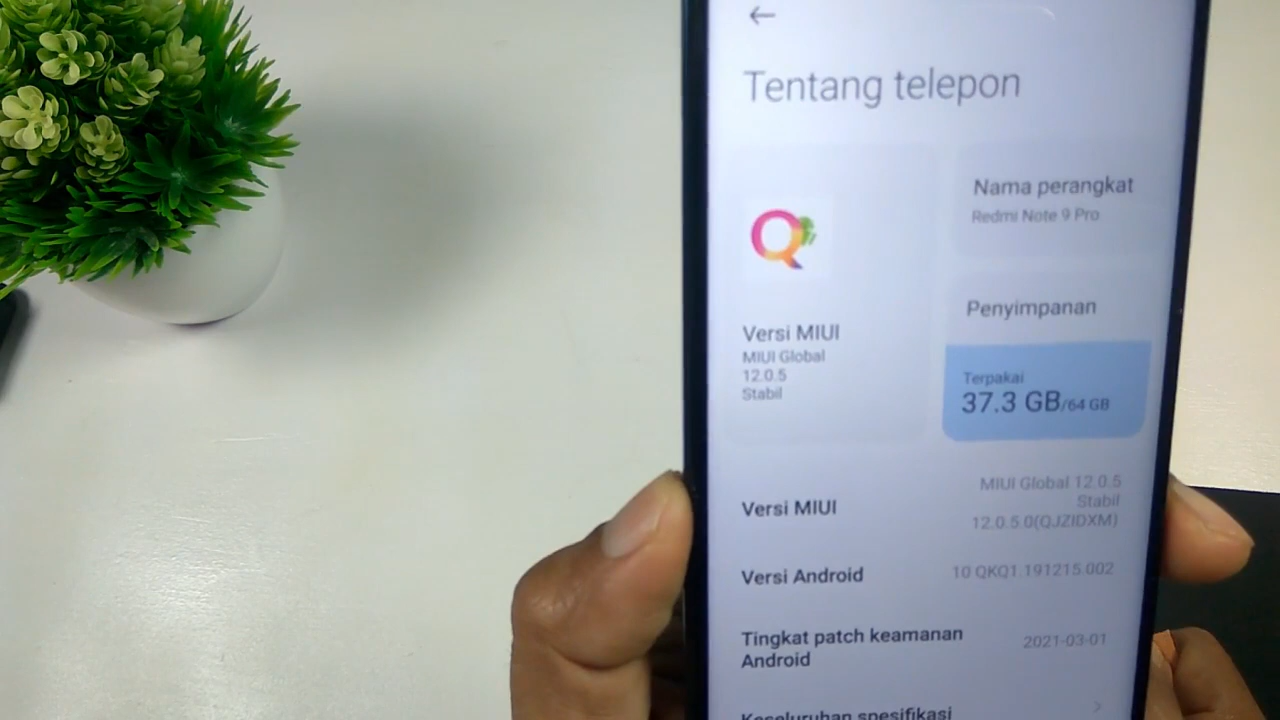 Tentang telepon
Nama perangkat
Redmi Note 9 Pro
Versi MIUI
MIUI Global
12.0.5
Stabil
Penyimpanan
Terpakai
37.3 GB/64 GB
Versi MIUI
MIUI Global 12.0.5
Stabil
12.0.5.0(QJZIDXM)
Versi Android
10 QKQ1.191215.002
Tingkat patch keamanan
Android
2021-03-01
Keseluruhan spesifikasi